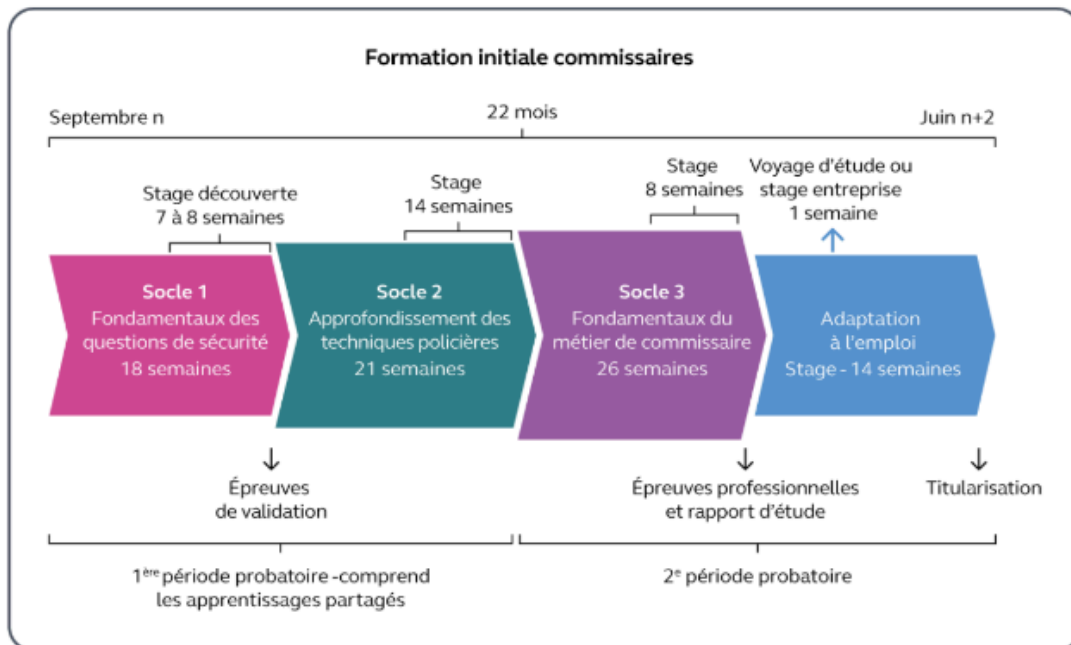 Formation initiale commissaires
Septembre n
22 mois
Juin n+2
Stage découverte
7 à 8 semaines
Stage
14 semaines
Stage
8 semaines
Voyage d'étude ou
stage entreprise
1 semaine
Socle 1
Fondamentaux des
questions de sécurité
18 semaines
Socle 2
Approfondissement des
techniques policières
21 semaines
Socle 3
Fondamentaux du
métier de commissaire
26 semaines
Adaptation
à l'emploi
Stage - 14 semaines
Épreuves
de validation
Épreuves professionnelles
et rapport d'étude
Titularisation
1ère période probatoire -comprend
les apprentissages partagés
2e période probatoire